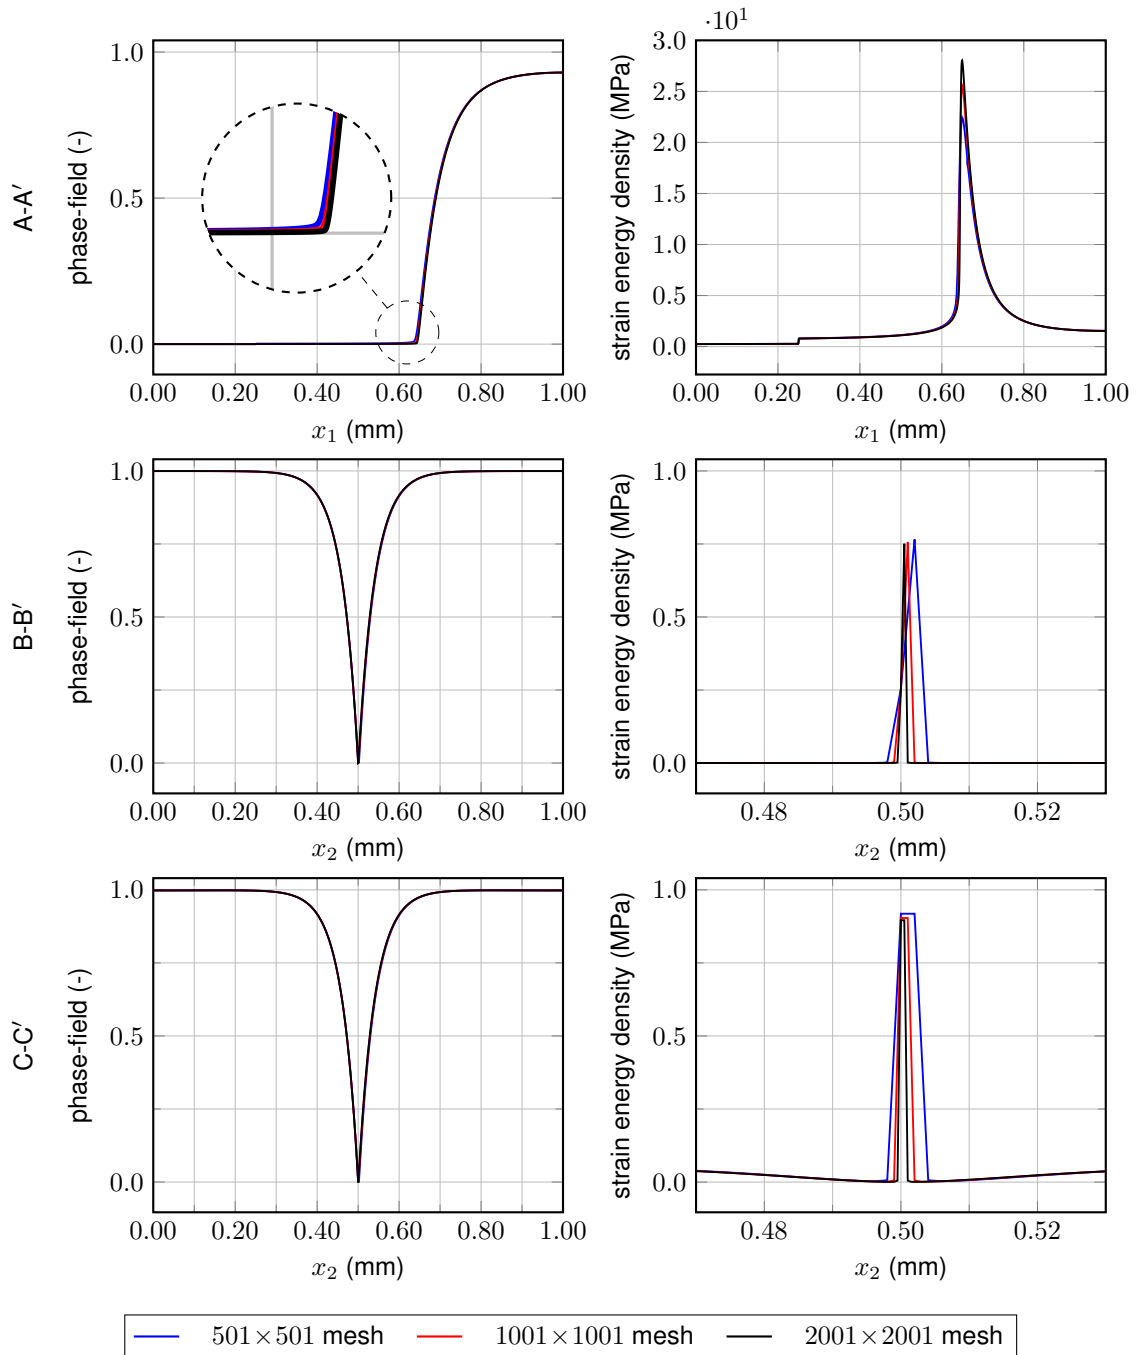 A-A′
phase-field (-)
1.0
0.5
0.0
0.00 0.20 0.40 0.60 0.80 1.00
x₁ (mm)
·10¹
strain energy density (MPa)
3.0
2.5
2.0
1.5
1.0
0.5
0.0
0.00 0.20 0.40 0.60 0.80 1.00
x₁ (mm)
B-B′
phase-field (-)
1.0
0.5
0.0
0.00 0.20 0.40 0.60 0.80 1.00
x₂ (mm)
strain energy density (MPa)
1.0
0.5
0.0
0.48 0.50 0.52
x₂ (mm)
C-C′
phase-field (-)
1.0
0.5
0.0
0.00 0.20 0.40 0.60 0.80 1.00
x₂ (mm)
strain energy density (MPa)
1.0
0.5
0.0
0.48 0.50 0.52
x₂ (mm)
501×501 mesh 1001×1001 mesh 2001×2001 mesh